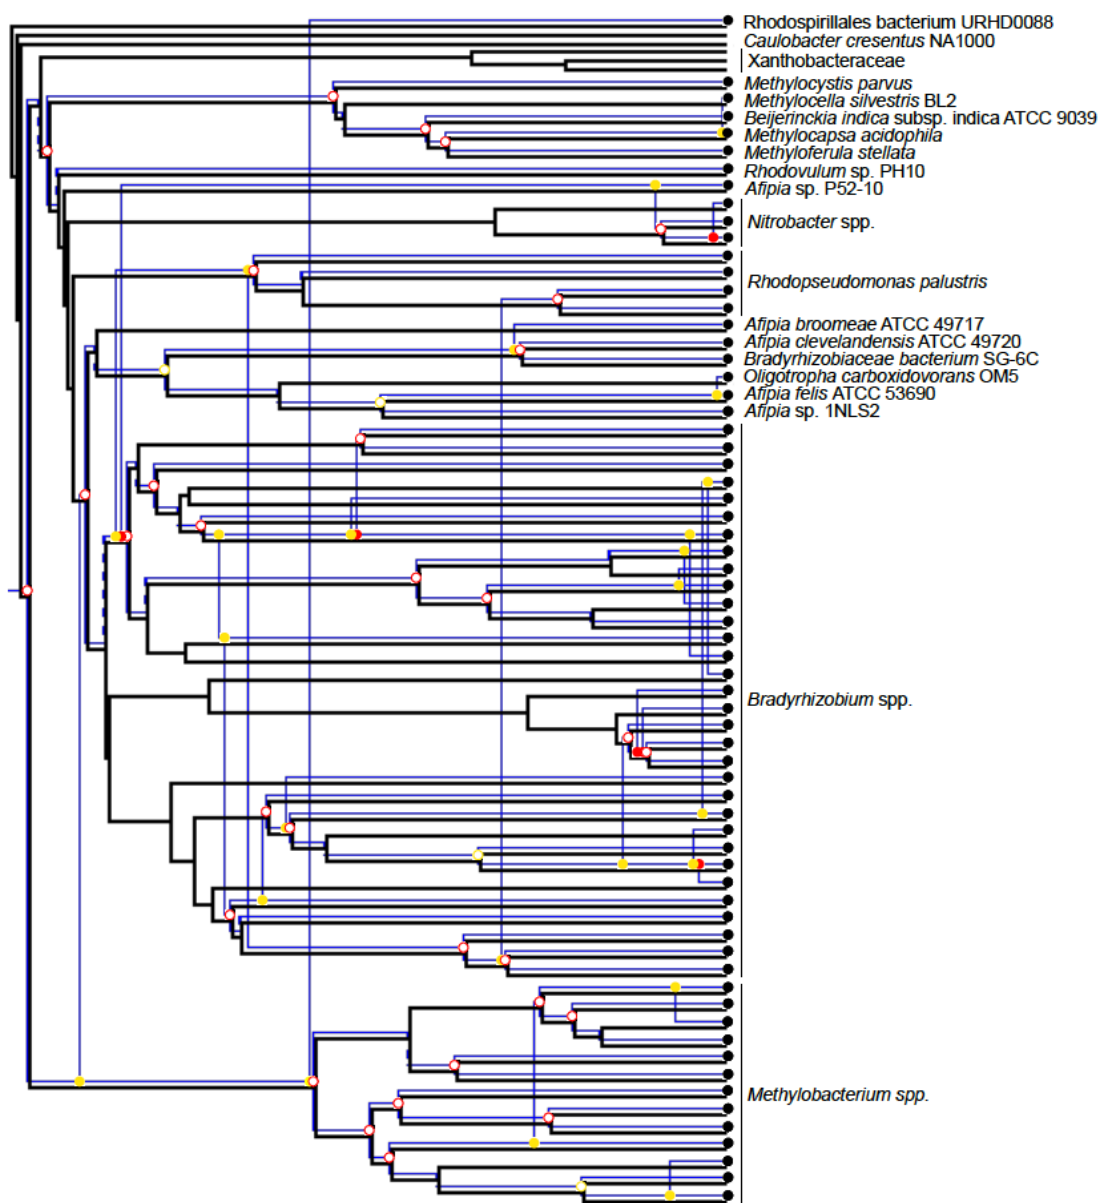 Rhodospirillales bacterium URHD0088
Caulobacter cresentus NA1000
Xanthobacteraceae
Methylocystis parvus
Methylocella silvestris BL2
Beijerinckia indica subsp. indica ATCC 9039
Methylocapsa acidophila
Methyloferula stellata
Rhodovulum sp. PH10
Afipia sp. P52-10
Nitrobacter spp.
Rhodopseudomonas palustris
Afipia broomeae ATCC 49717
Afipia clevelandensis ATCC 49720
Bradyrhizobiaceae bacterium SG-6C
Oligotropha carboxidovorans OM5
Afipia felis ATCC 53690
Afipia sp. 1NLS2
Bradyrhizobium spp.
Methylobacterium spp.